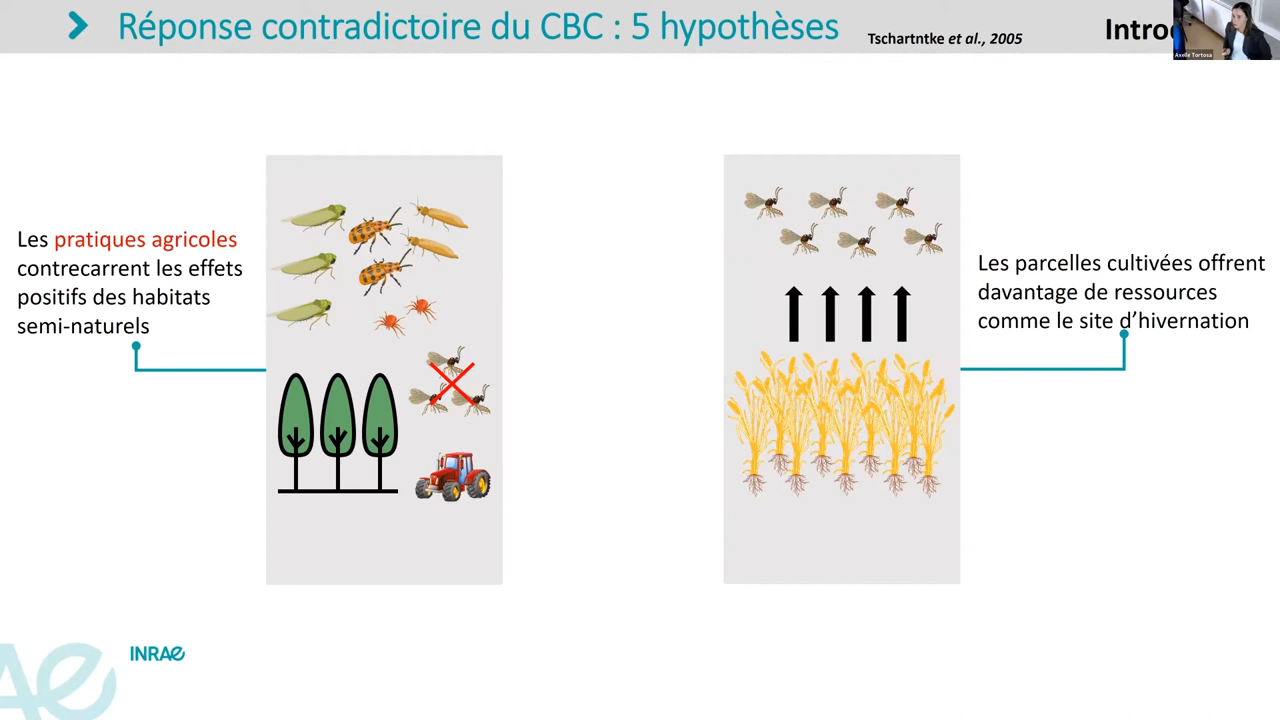 Réponse contradictoire du CBC : 5 hypothèses
Tschartntke et al., 2005
Axelle Tortosa
Les pratiques agricoles
contrecarrent les effets
positifs des habitats
semi-naturels
Les parcelles cultivées offrent
davantage de ressources
comme le site d’hivernation
INRAE